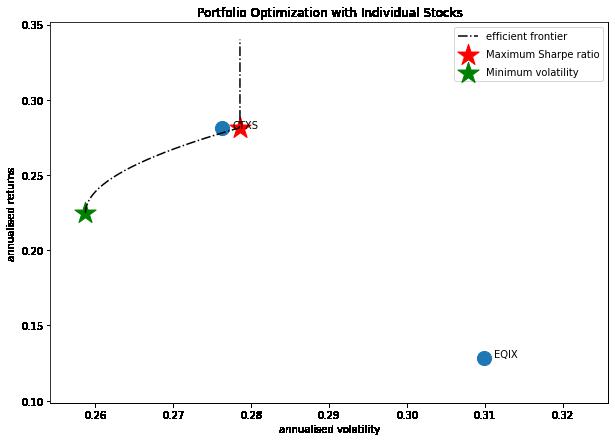 Portfolio Optimization with Individual Stocks
efficient frontier
Maximum Sharpe ratio
Minimum volatility
annualised returns
0.35
0.30
0.25
0.20
0.15
0.10
CTXS
EQIX
0.26 0.27 0.28 0.29 0.30 0.31 0.32
annualised volatility